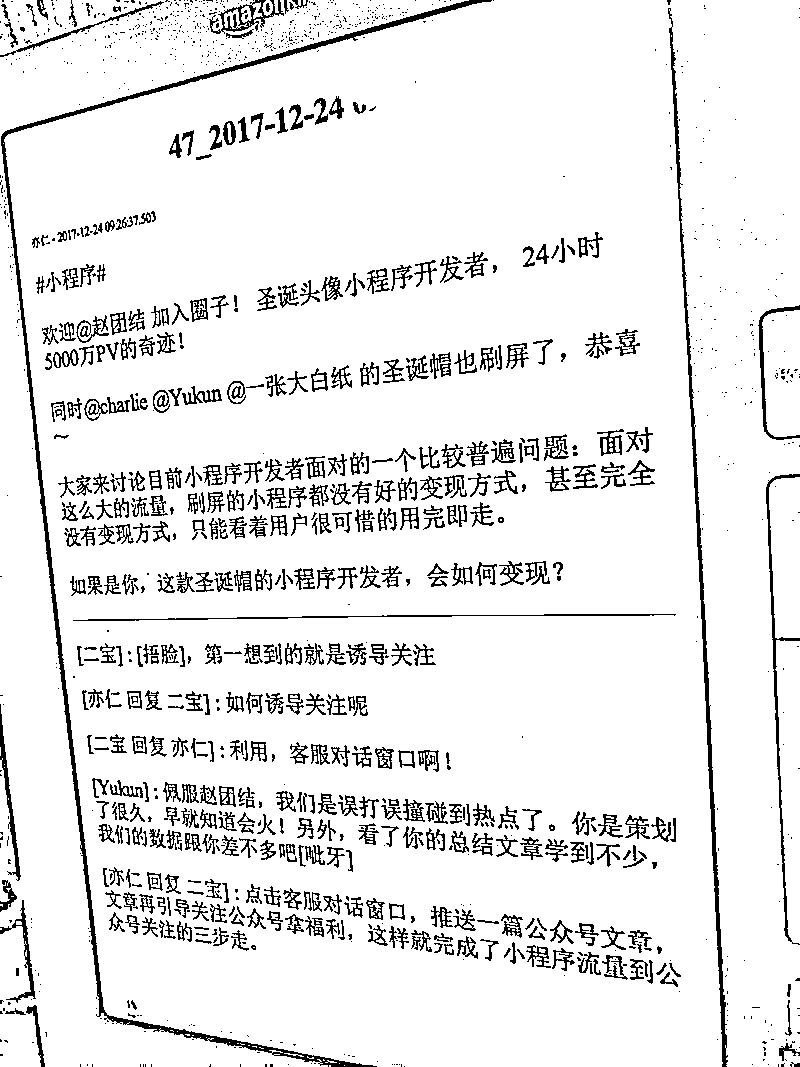 amazon
47_2017-12-24
亦仁 - 2017-12-24 09:26:37.503
#小程序#
欢迎@赵团结 加入圈子！ 圣诞头像小程序开发者， 24小时
5000万PV的奇迹！
同时@charlie @Yukun @一张大白纸 的圣诞帽也刷屏了，恭喜
～
大家来讨论目前小程序开发者面对的一个比较普遍问题：面对
这么大的流量，刷屏的小程序都没有好的变现方式，甚至完全
没有变现方式，只能看着用户很可惜的用完即走。
如果是你，这款圣诞帽的小程序开发者，会如何变现？
[二宝]：[捂脸]，第一想到的就是诱导关注
[亦仁 回复 二宝]：如何诱导关注呢
[二宝 回复 亦仁]：利用，客服对话窗口啊！
[Yukun]：佩服赵团结，我们是误打误撞碰到热点了。你是策划
了很久，早就知道会火！另外，看了你的总结文章学到不少，
我们的数据跟你差不多吧[呲牙]
[亦仁 回复 二宝]：点击客服对话窗口，推送一篇公众号文章，
文章再引导关注公众号拿福利，这样就完成了小程序流量到公
众号关注的三步走。